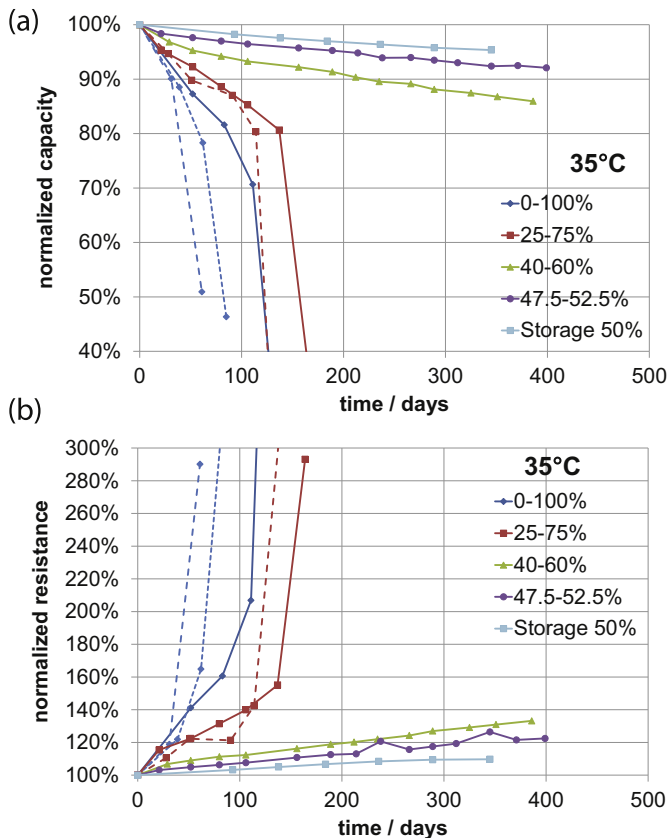 (a)
100%
90%
80%
70%
60%
50%
40%
normalized capacity
35°C
0-100%
25-75%
40-60%
47.5-52.5%
Storage 50%
0 100 200 300 400 500
time / days
(b)
300%
280%
260%
240%
220%
200%
180%
160%
140%
120%
100%
normalized resistance
35°C
0-100%
25-75%
40-60%
47.5-52.5%
Storage 50%
0 100 200 300 400 500
time / days